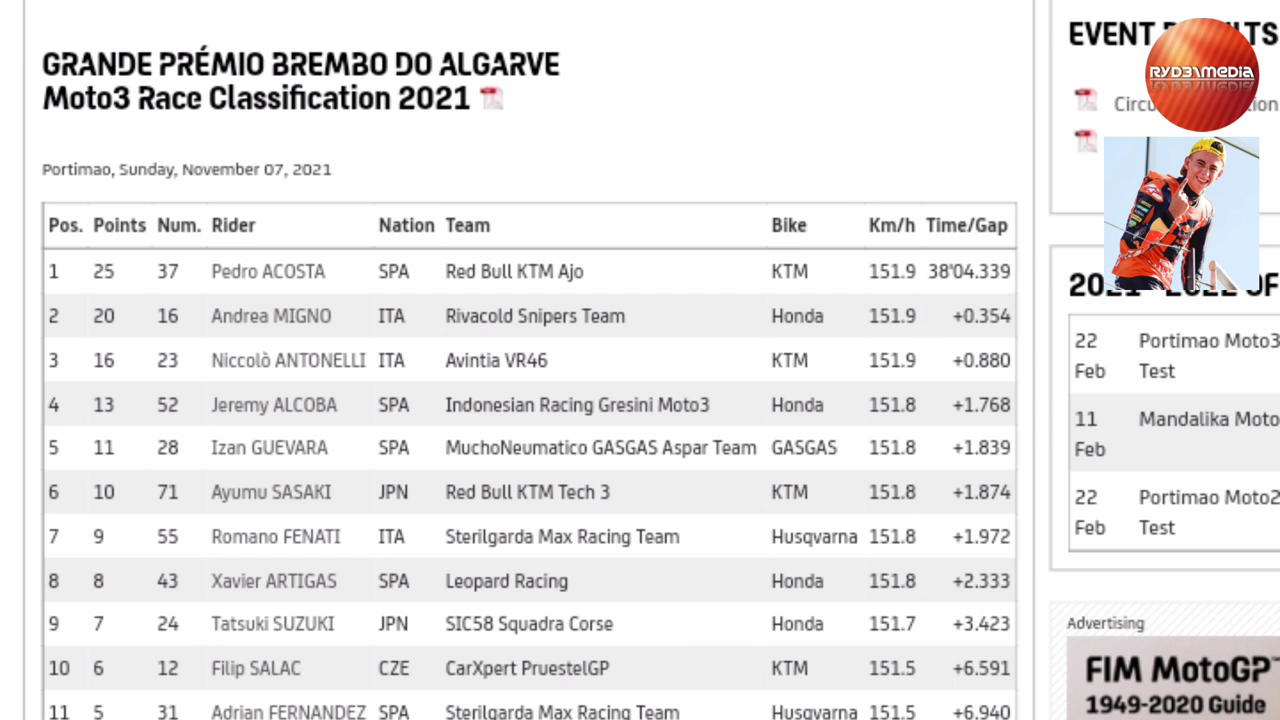 GRANDE PRÉMIO BREMBO DO ALGARVE
Moto3 Race Classification 2021
Portimao, Sunday, November 07, 2021
Pos. Points Num. Rider Nation Team Bike Km/h Time/Gap
1 25 37 Pedro ACOSTA SPA Red Bull KTM Ajo KTM 151.9 38'04.339
2 20 16 Andrea MIGNO ITA Rivacold Snipers Team Honda 151.9 +0.354
3 16 23 Niccolò ANTONELLI ITA Avintia VR46 KTM 151.9 +0.880
4 13 52 Jeremy ALCOBA SPA Indonesian Racing Gresini Moto3 Honda 151.8 +1.768
5 11 28 Izan GUEVARA SPA MuchoNeumatico GASGAS Aspar Team GASGAS 151.8 +1.839
6 10 71 Ayumu SASAKI JPN Red Bull KTM Tech 3 KTM 151.8 +1.874
7 9 55 Romano FENATI ITA Sterilgarda Max Racing Team Husqvarna 151.8 +1.972
8 8 43 Xavier ARTIGAS SPA Leopard Racing Honda 151.8 +2.333
9 7 24 Tatsuki SUZUKI JPN SIC58 Squadra Corse Honda 151.7 +3.423
10 6 12 Filip SALAC CZE CarXpert PruestelGP KTM 151.5 +6.591
11 5 31 Adrian FERNANDEZ SPA Sterilgarda Max Racing Team Husqvarna 151.5 +6.940
EVENT
RYD3\MEDIA
22 Portimao Moto3
Feb Test
11 Mandalika Moto
Feb
22 Portimao Moto2
Feb Test
Advertising
FIM MotoGP™
1949-2020 Guide